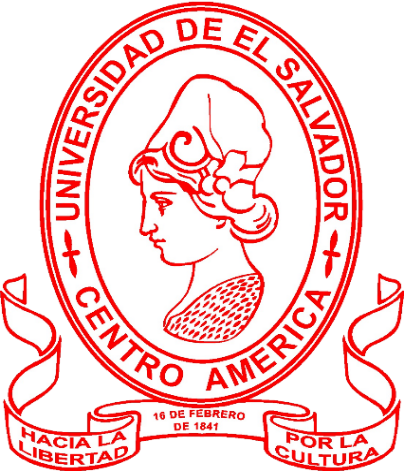 UNIVERSIDAD DE EL SALVADOR
CENTRO AMERICA
HACIA LA
LIBERTAD
16 DE FEBRERO
DE 1841
POR LA
CULTURA